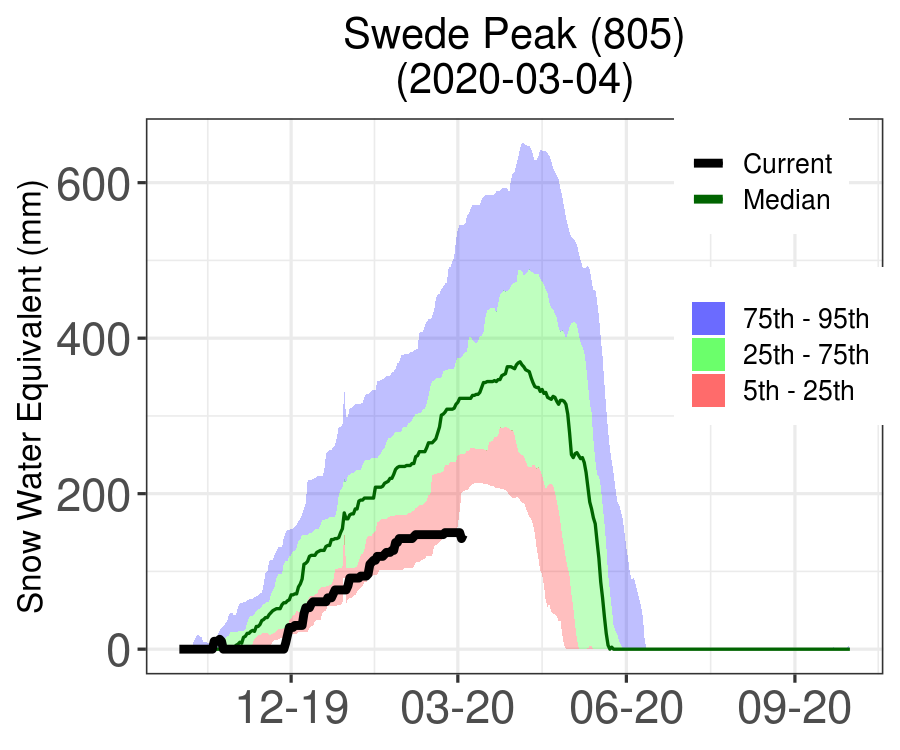 Swede Peak (805)
(2020-03-04)
Snow Water Equivalent (mm)
600
400
200
0
12-19
03-20
06-20
09-20
Current
Median
75th - 95th
25th - 75th
5th - 25th